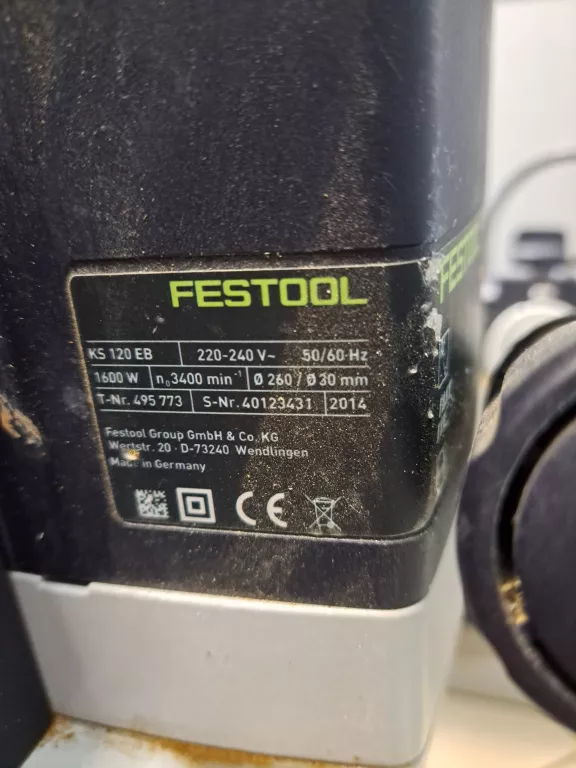 FESTOOL
KS 120 EB 220-240 V~ 50/60 Hz
1600 W n₀3400 min⁻¹ Ø 260 / Ø 30 mm
T-Nr. 495 773 S-Nr. 40123431 2014
Festool Group GmbH & Co. KG
Wertstr. 20 · D-73240 Wendlingen
Made in Germany
CE